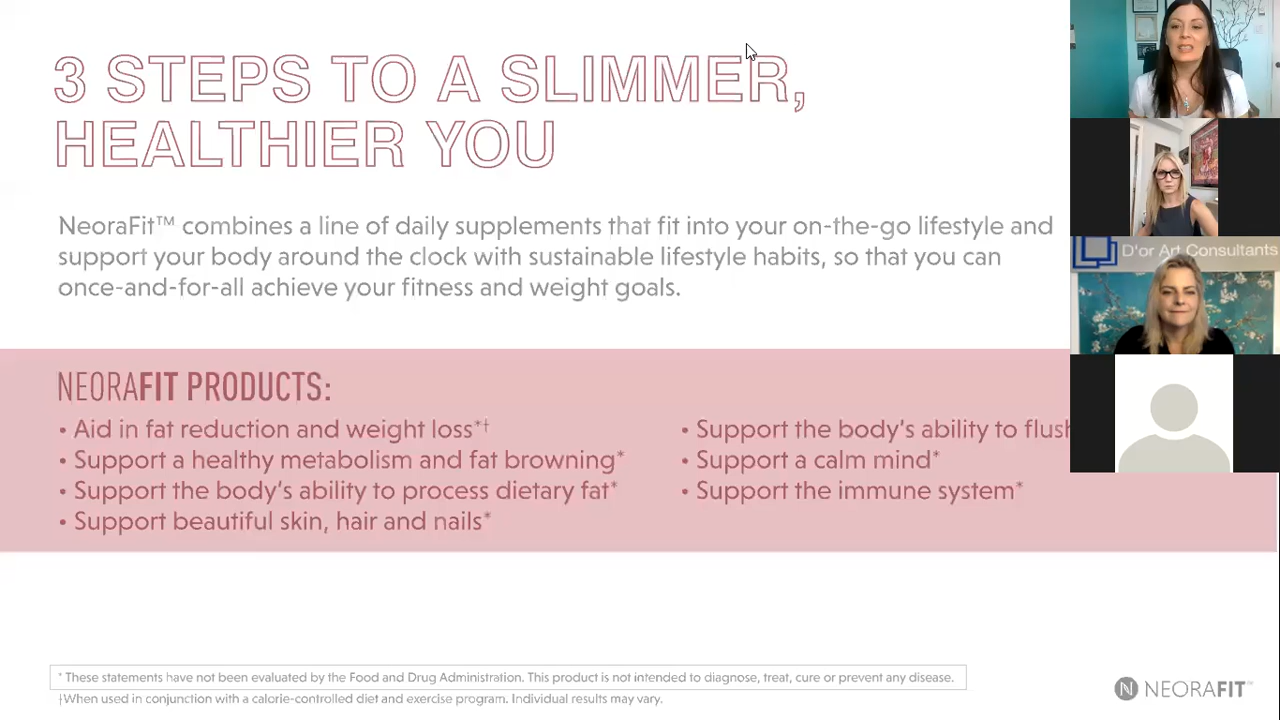 3 STEPS TO A SLIMMER,
HEALTHIER YOU
NeoraFit™ combines a line of daily supplements that fit into your on-the-go lifestyle and
support your body around the clock with sustainable lifestyle habits, so that you can
once-and-for-all achieve your fitness and weight goals.
NEORAFIT PRODUCTS:
• Aid in fat reduction and weight loss*†
• Support a healthy metabolism and fat browning*
• Support the body's ability to process dietary fat*
• Support beautiful skin, hair and nails*
• Support the body's ability to flush
• Support a calm mind*
• Support the immune system*
D'or Art Consultants
* These statements have not been evaluated by the Food and Drug Administration. This product is not intended to diagnose, treat, cure or prevent any disease.
†When used in conjunction with a calorie-controlled diet and exercise program. Individual results may vary.
N NEORAFIT™